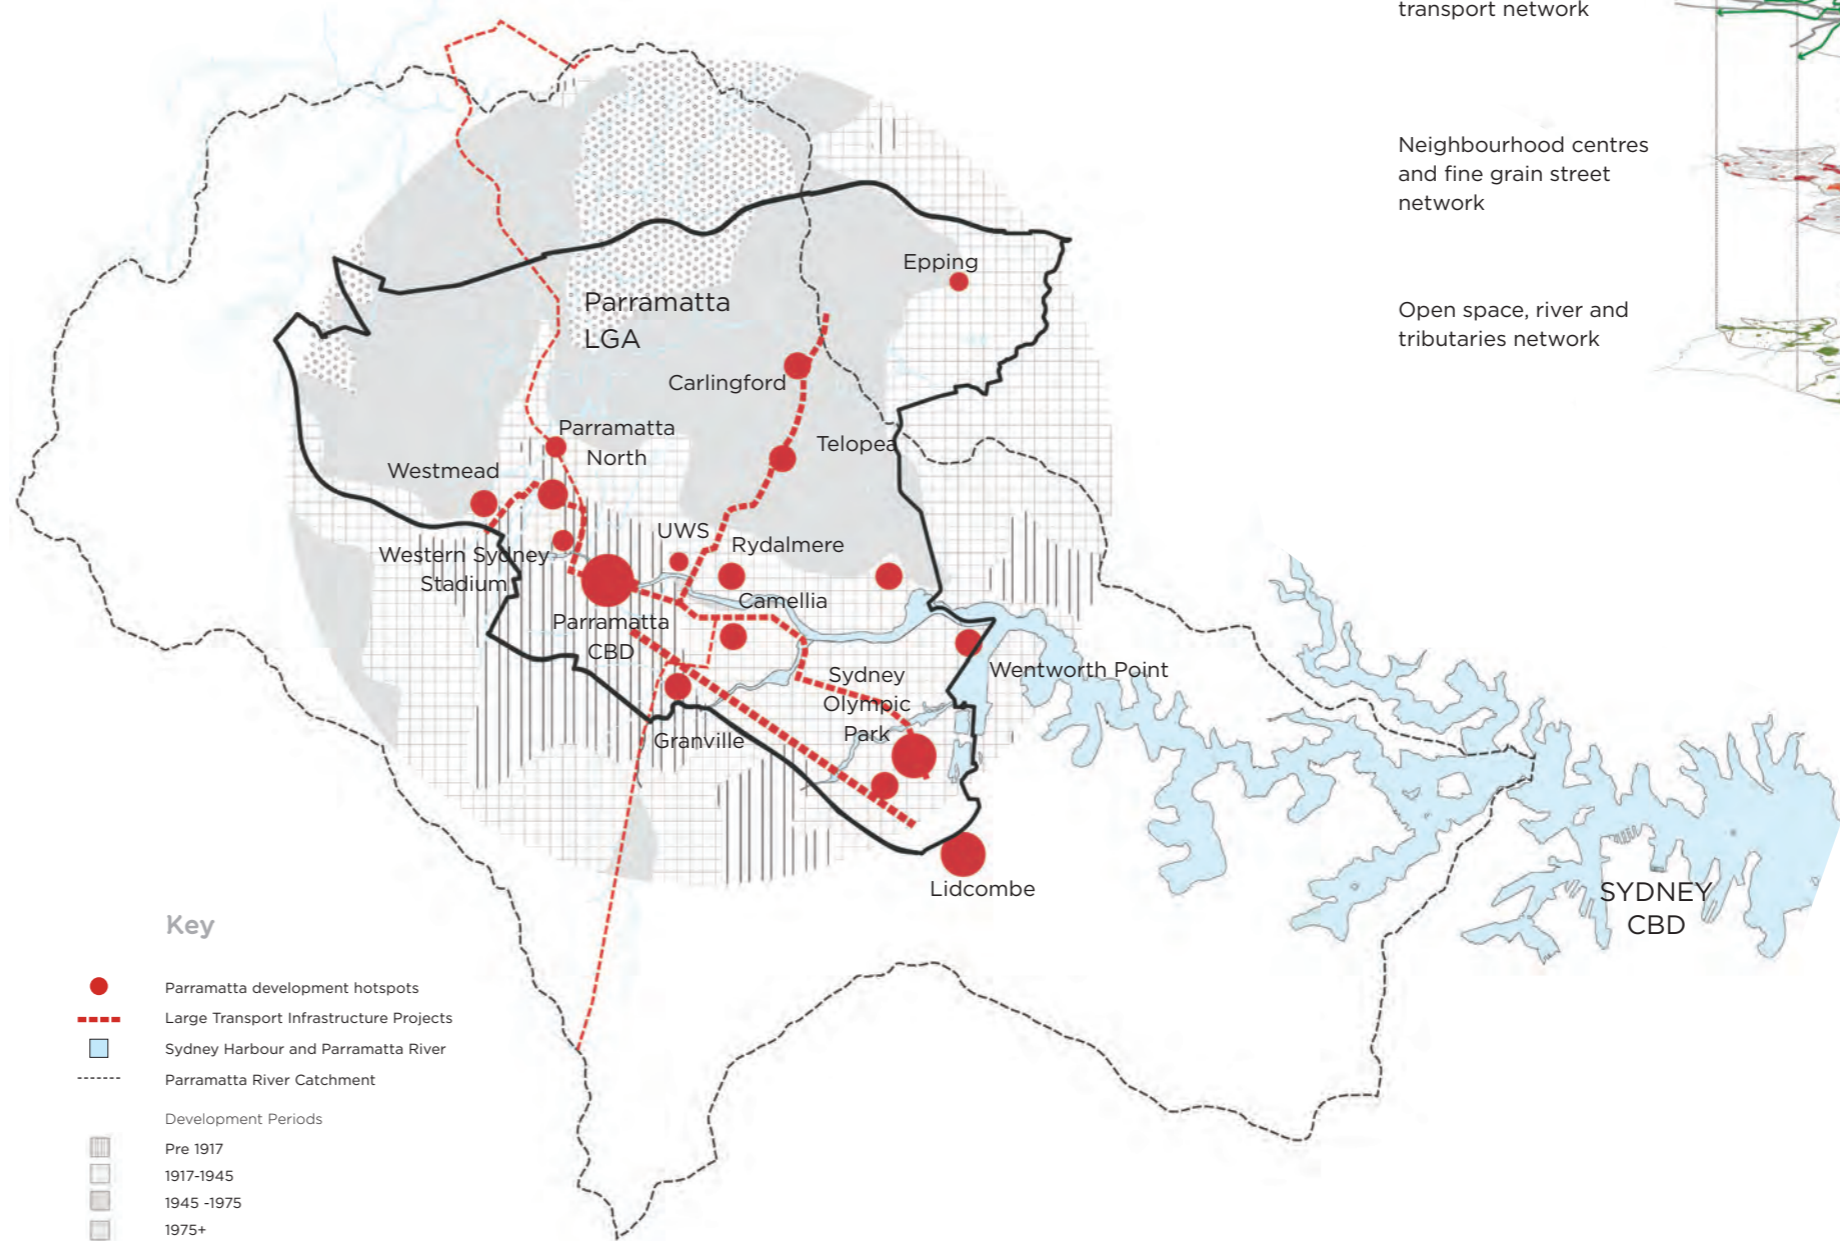 transport network
Neighbourhood centres
and fine grain street
network
Open space, river and
tributaries network
Epping
Parramatta
LGA
Carlingford
Parramatta
North
Telopea
Westmead
UWS
Rydalmere
Western Sydney
Stadium
Camellia
Parramatta
CBD
Wentworth Point
Sydney
Olympic
Park
Granville
Lidcombe
SYDNEY
CBD
Key
Parramatta development hotspots
Large Transport Infrastructure Projects
Sydney Harbour and Parramatta River
Parramatta River Catchment
Development Periods
Pre 1917
1917-1945
1945 -1975
1975+